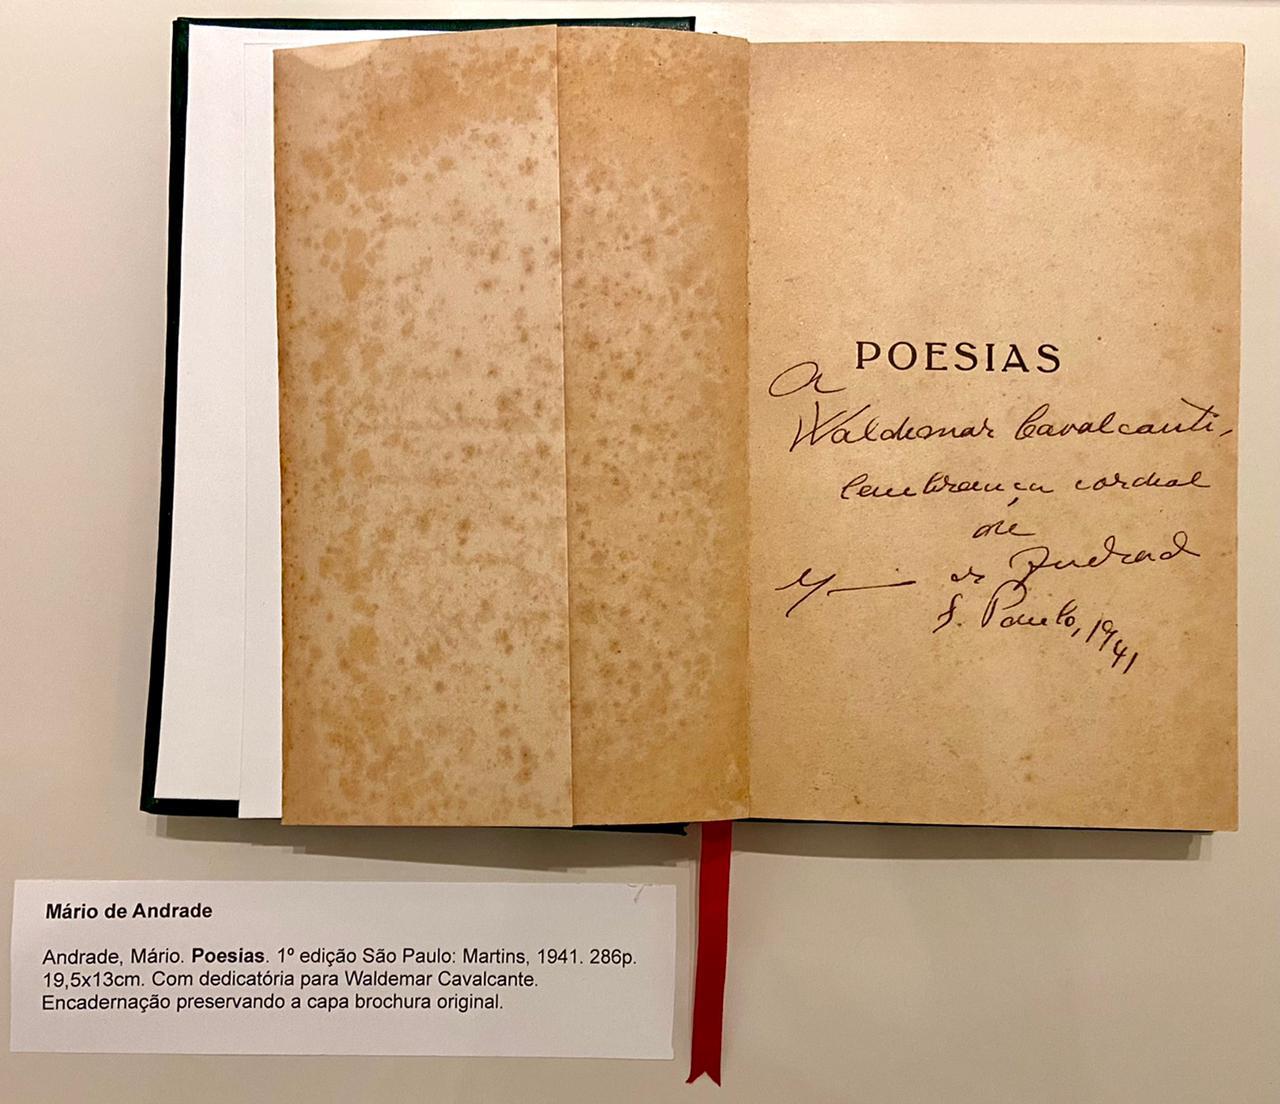 POESIAS
A
Waldemar Cavalcanti,
lembrança cordial
de
de Andrade
S. Paulo, 1941
Mário de Andrade
Andrade, Mário. Poesias. 1º edição São Paulo: Martins, 1941. 286p.
19,5x13cm. Com dedicatória para Waldemar Cavalcante.
Encadernação preservando a capa brochura original.